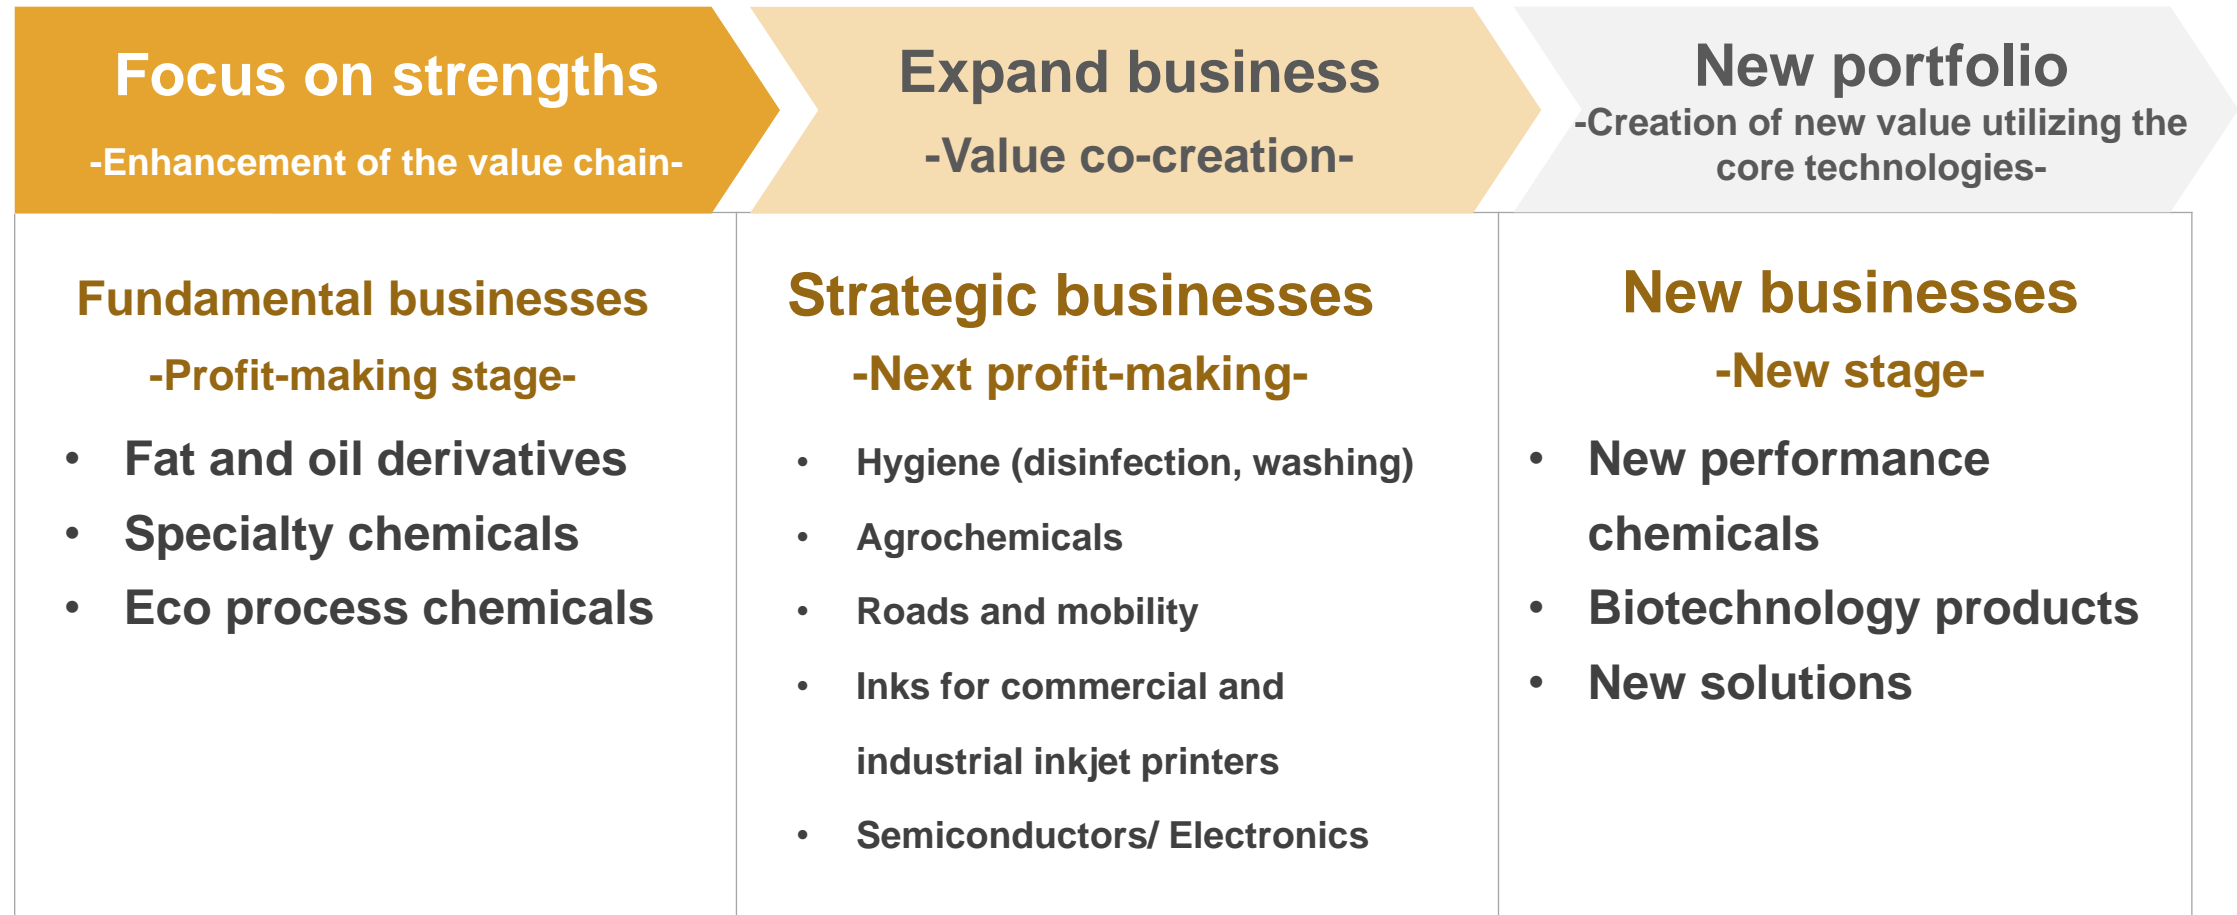 Focus on strengths
-Enhancement of the value chain-
Expand business
-Value co-creation-
New portfolio
-Creation of new value utilizing the
core technologies-
Fundamental businesses
-Profit-making stage-
• Fat and oil derivatives
• Specialty chemicals
• Eco process chemicals
Strategic businesses
-Next profit-making-
• Hygiene (disinfection, washing)
• Agrochemicals
• Roads and mobility
• Inks for commercial and
industrial inkjet printers
• Semiconductors/ Electronics
New businesses
-New stage-
• New performance
chemicals
• Biotechnology products
• New solutions